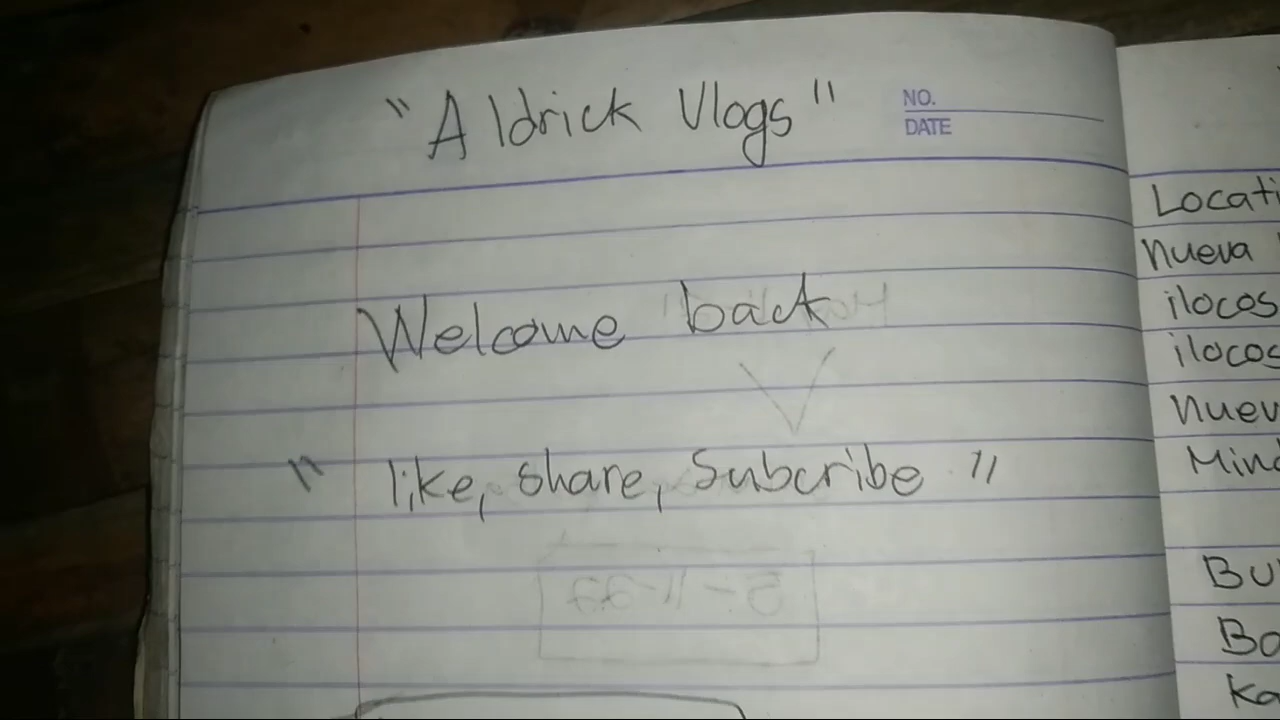 "Aldrick Vlogs"
NO.
DATE
Welcome back
" like, share, Subcribe "
Locati
Nueva
ilocos
ilocos
Nuev
Mind
Bu
Ba
Ka